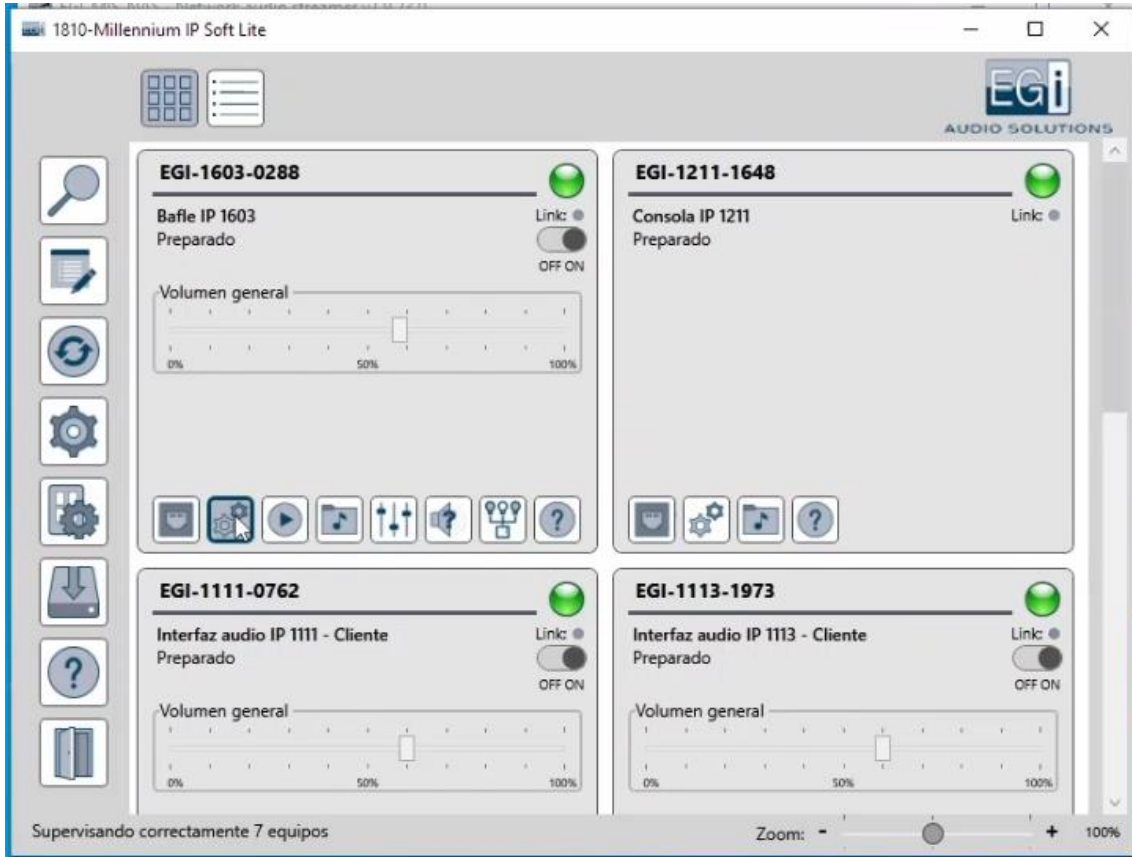 1810-Millennium IP Soft Lite
EGi
AUDIO SOLUTIONS
EGI-1603-0288
Bafle IP 1603
Link:
Preparado
OFF ON
Volumen general
0% 50% 100%
EGI-1211-1648
Consola IP 1211
Link:
Preparado
EGI-1111-0762
Interfaz audio IP 1111 - Cliente
Link:
Preparado
OFF ON
Volumen general
0% 50% 100%
EGI-1113-1973
Interfaz audio IP 1113 - Cliente
Link:
Preparado
OFF ON
Volumen general
0% 50% 100%
Supervisando correctamente 7 equipos
Zoom: - + 100%